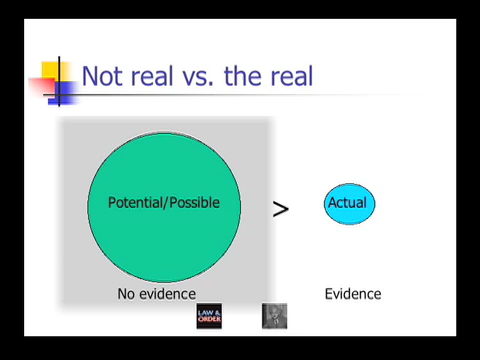 Not real vs. the real
Potential/Possible
>
Actual
No evidence
Evidence
LAW &
ORDER